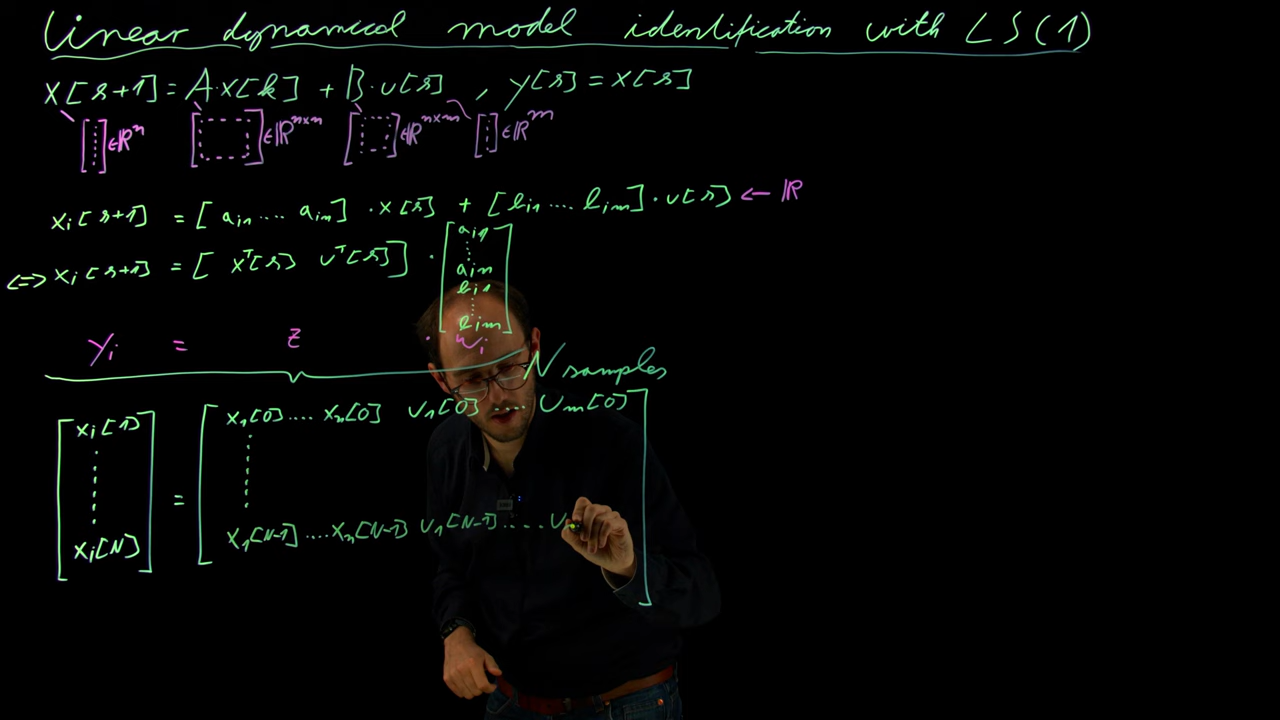 Linear dynamical model identification with LS(1)
x[k+1] = A·x[k] + B·u[k] , y[k] = x[k]
[ ] ∈ ℝⁿ [ ] ∈ ℝⁿˣⁿ [ ] ∈ ℝⁿˣᵐ [ ] ∈ ℝᵐ
xᵢ[k+1] = [ aᵢ₁ .... aᵢₙ ] · x[k] + [ bᵢ₁ .... bᵢₘ ] · u[k] ← ℝ
⇔ xᵢ[k+1] = [ xᵀ[k] uᵀ[k] ] · [ aᵢ₁ ⋮ aᵢₙ bᵢ₁ ⋮ bᵢₘ ]
yᵢ = z · wᵢ
N samples
[ xᵢ[1] ⋮ xᵢ[N] ] = [ x₁[0] .... xₙ[0] u₁[0] .... uₘ[0]
⋮
x₁[N-1] .... xₙ[N-1] u₁[N-1] .... u ]